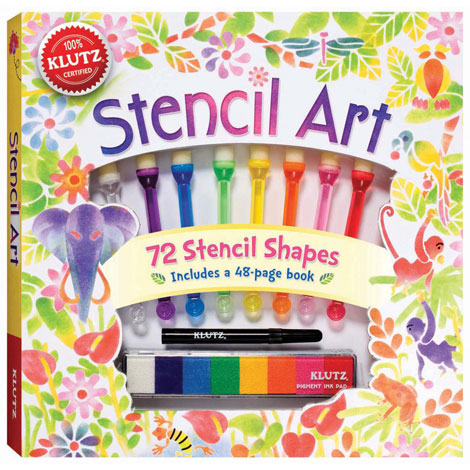 100%
KLUTZ
CERTIFIED
Stencil Art
72 Stencil Shapes
Includes a 48-page book
KLUTZ
KLUTZ
PIGMENT INK PAD
Stencil Art
KLUTZ